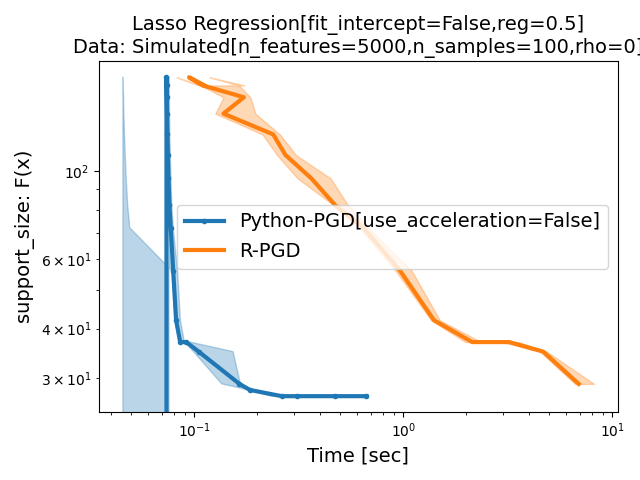 Lasso Regression[fit_intercept=False,reg=0.5]
Data: Simulated[n_features=5000,n_samples=100,rho=0]
support_size: F(x)
10²
6 × 10¹
4 × 10¹
3 × 10¹
Python-PGD[use_acceleration=False]
R-PGD
10⁻¹
10⁰
10¹
Time [sec]